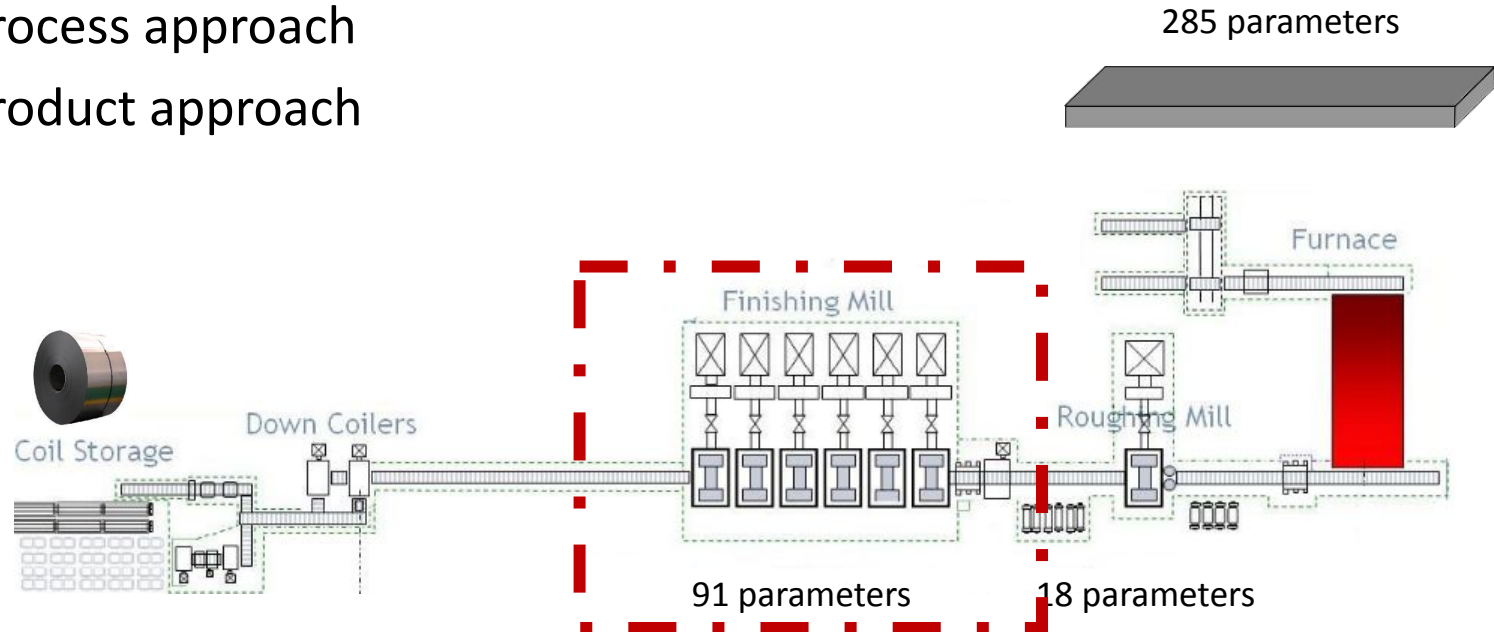 rocess approach
285 parameters
roduct approach
Furnace
Finishing Mill
Down Coilers
Roughing Mill
Coil Storage
91 parameters
18 parameters